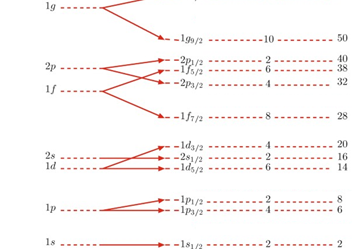 1g
1g9/2 10 50
2p1/2 2 40
2p 1f5/2 6 38
2p3/2 4 32
1f
1f7/2 8 28
1d3/2 4 20
2s 2s1/2 2 16
1d 1d5/2 6 14
1p1/2 2 8
1p 1p3/2 4 6
1s 1s1/2 2 2